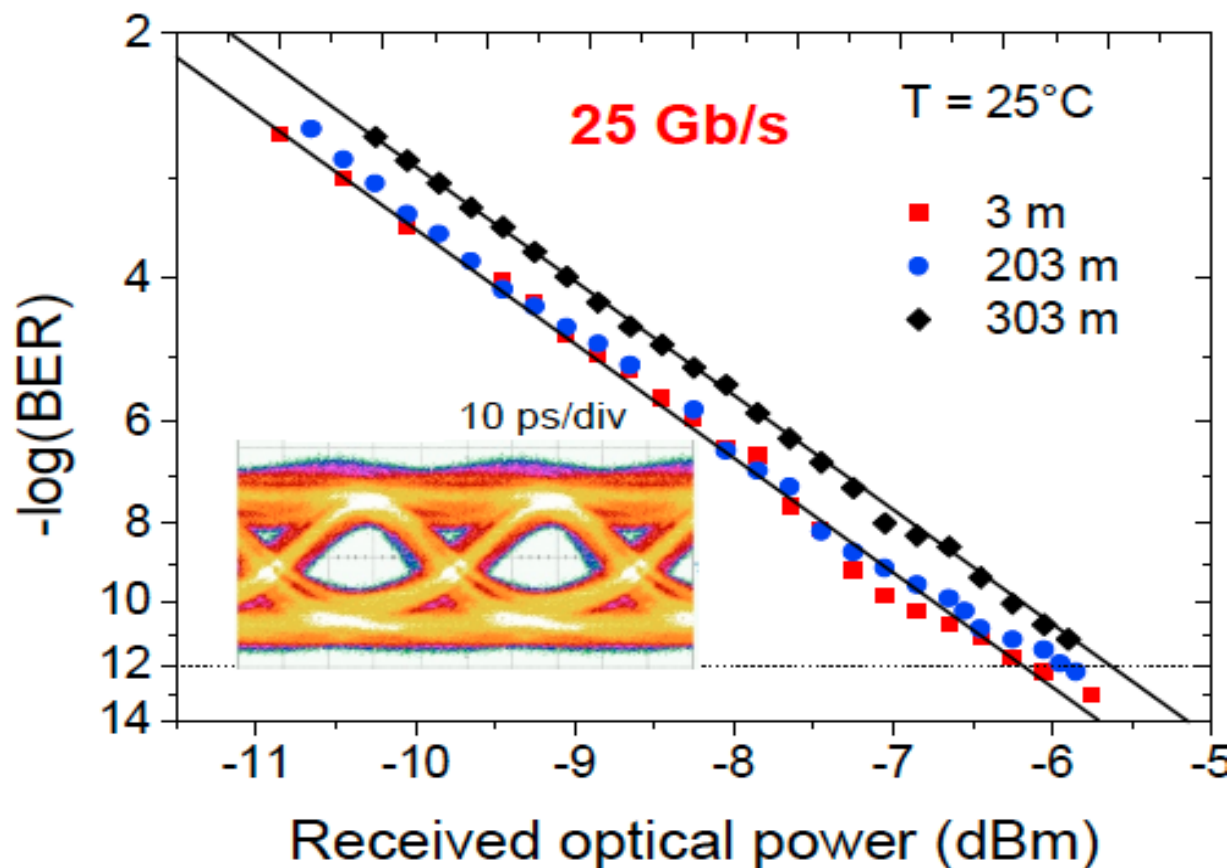 25 Gb/s
T = 25°C
3 m
203 m
303 m
10 ps/div
-log(BER)
2
4
6
8
10
12
14
-11
-10
-9
-8
-7
-6
-5
Received optical power (dBm)